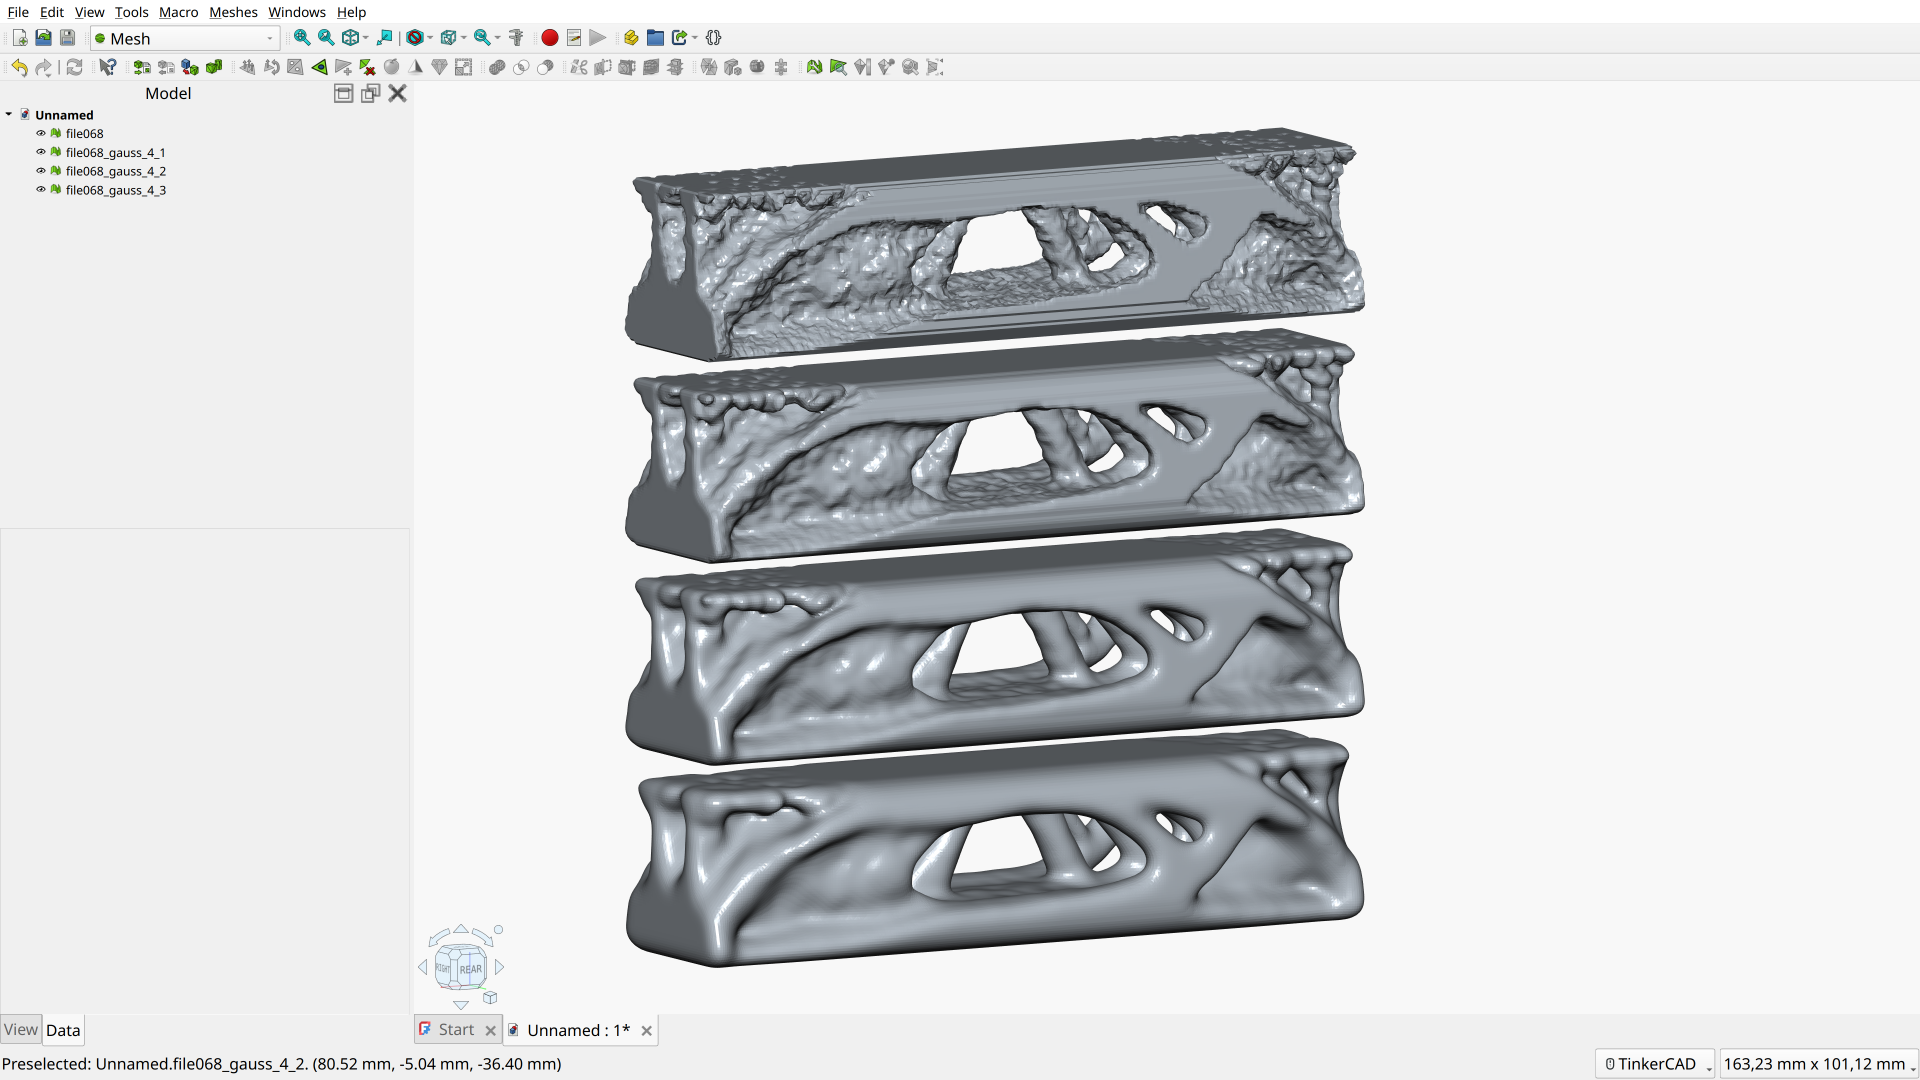 File Edit View Tools Macro Meshes Windows Help
Mesh
Model
Unnamed
file068
file068_gauss_4_1
file068_gauss_4_2
file068_gauss_4_3
RIGHT REAR
View Data
Start Unnamed : 1*
Preselected: Unnamed.file068_gauss_4_2. (80.52 mm, -5.04 mm, -36.40 mm)
TinkerCAD 163,23 mm x 101,12 mm